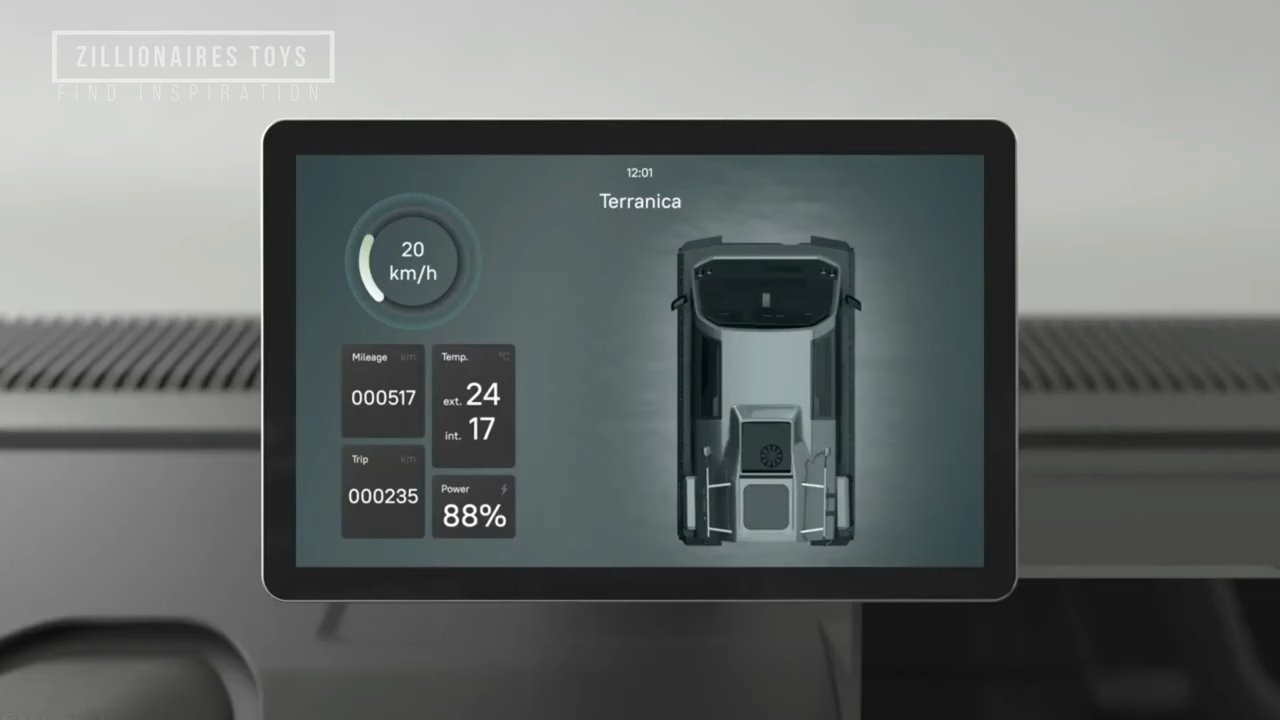 ZILLIONAIRES TOYS
FIND INSPIRATION
12:01
Terranica
20
km/h
Mileage km
000517
Temp. °C
ext. 24
int. 17
Trip km
000235
Power
88%